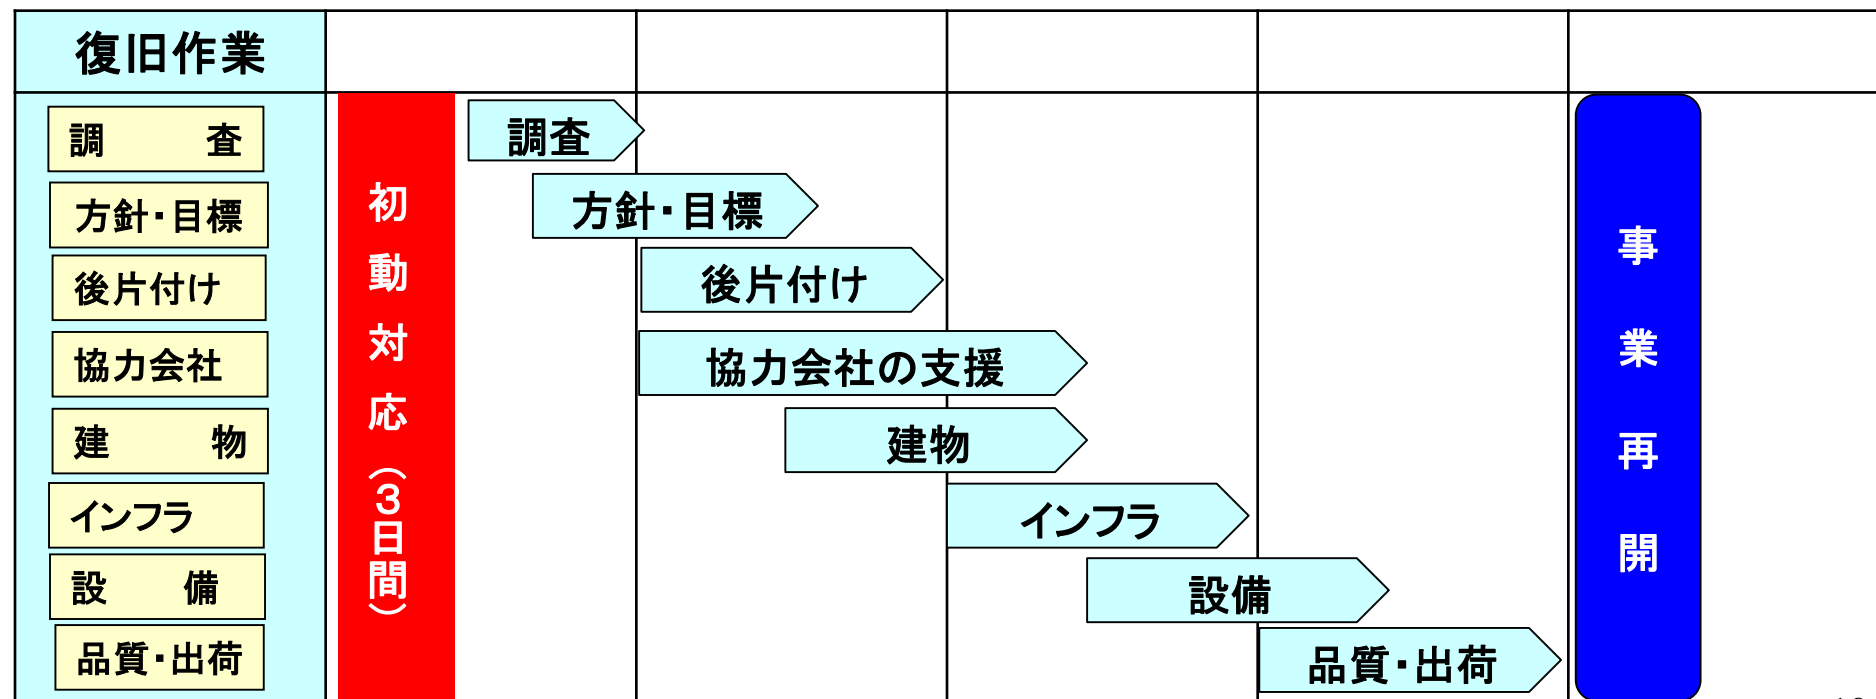 復旧作業
調査
方針・目標
後片付け
協力会社
建物
インフラ
設備
品質・出荷
初動対応（３日間）
調査
方針・目標
後片付け
協力会社の支援
建物
インフラ
設備
品質・出荷
事業再開